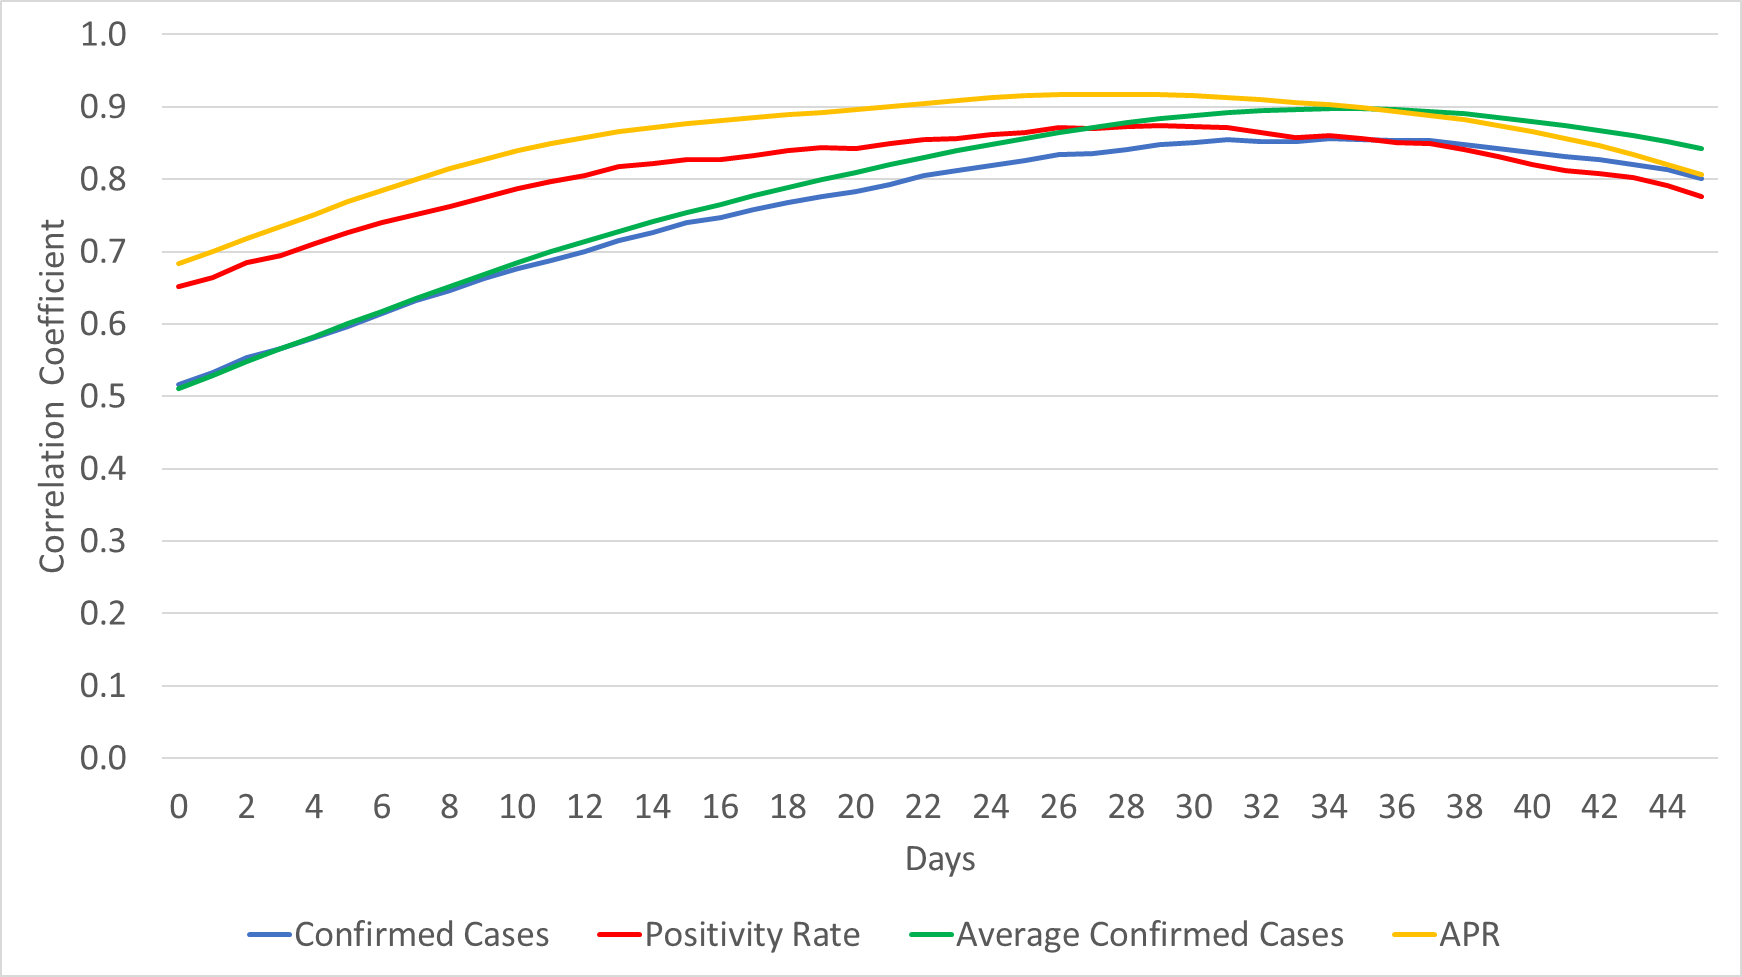 1.0
0.9
0.8
0.7
0.6
0.5
0.4
0.3
0.2
0.1
0.0
Correlation Coefficient
0 2 4 6 8 10 12 14 16 18 20 22 24 26 28 30 32 34 36 38 40 42 44
Days
Confirmed Cases Positivity Rate Average Confirmed Cases APR